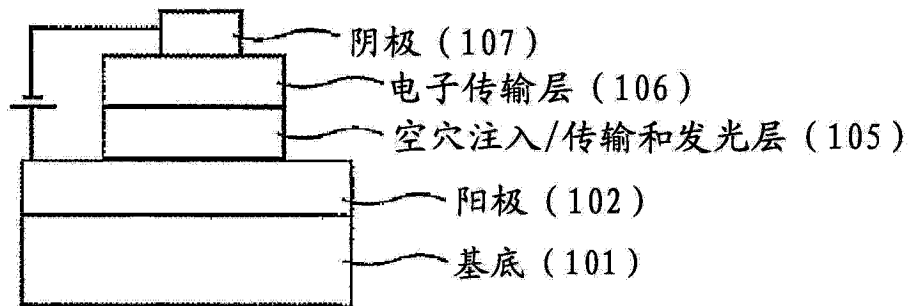 阴极（107）
电子传输层（106）
空穴注入/传输和发光层（105）
阳极（102）
基底（101）